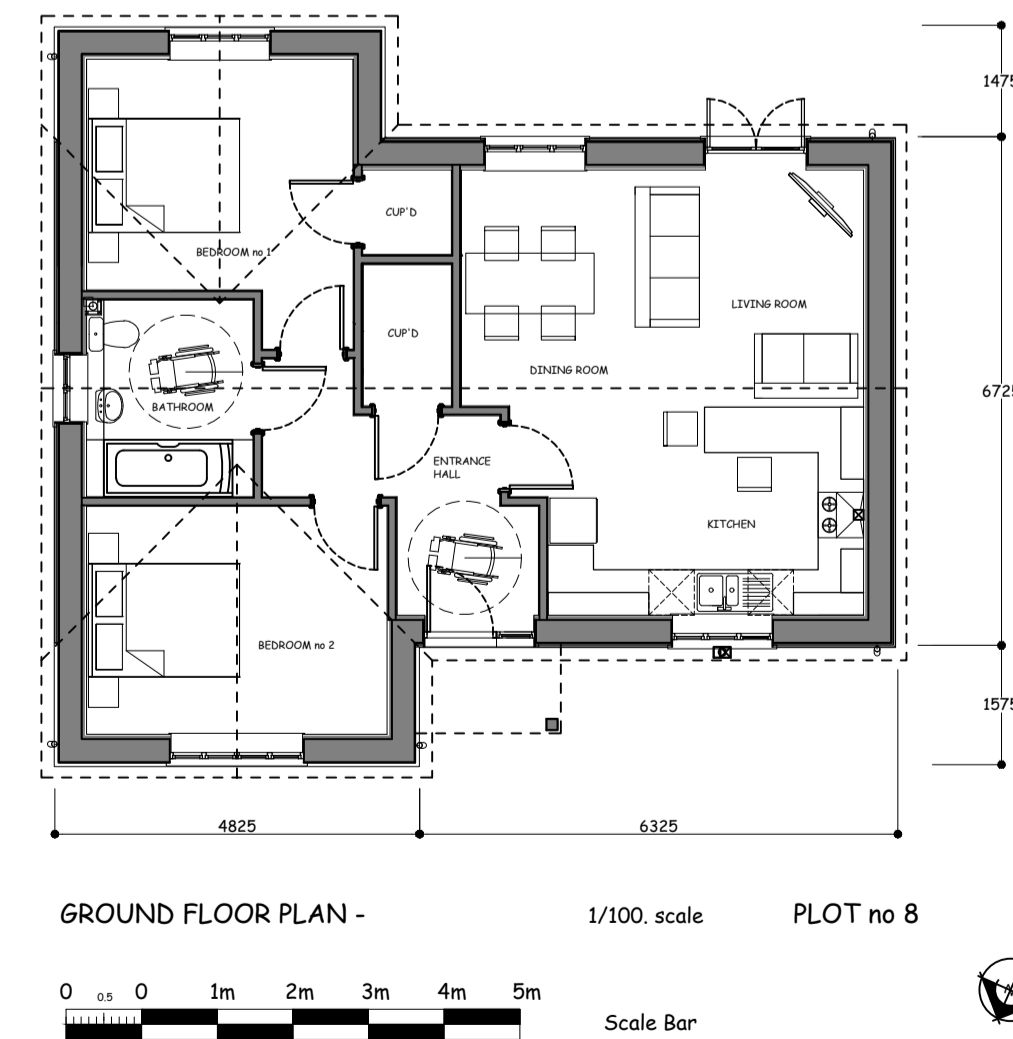 1475
CUP'D
BEDROOM no 1
LIVING ROOM
CUP'D
DINING ROOM
6725
BATHROOM
ENTRANCE
HALL
KITCHEN
BEDROOM no 2
1575
4825
6325
GROUND FLOOR PLAN -
1/100. scale
PLOT no 8
0
0.5
0
1m
2m
3m
4m
5m
Scale Bar